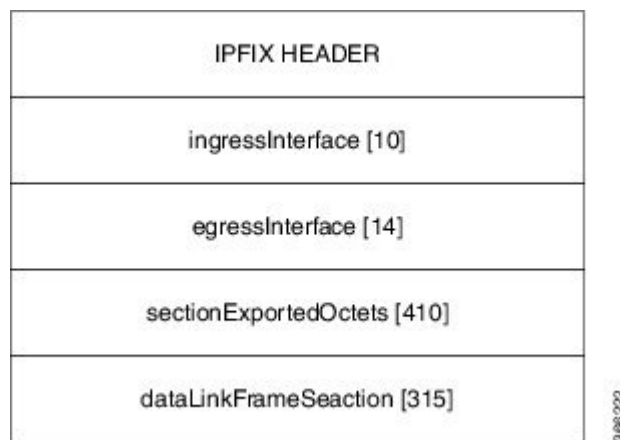 IPFIX HEADER
ingressInterface [10]
egressInterface [14]
sectionExportedOctets [410]
dataLinkFrameSeaction [315]